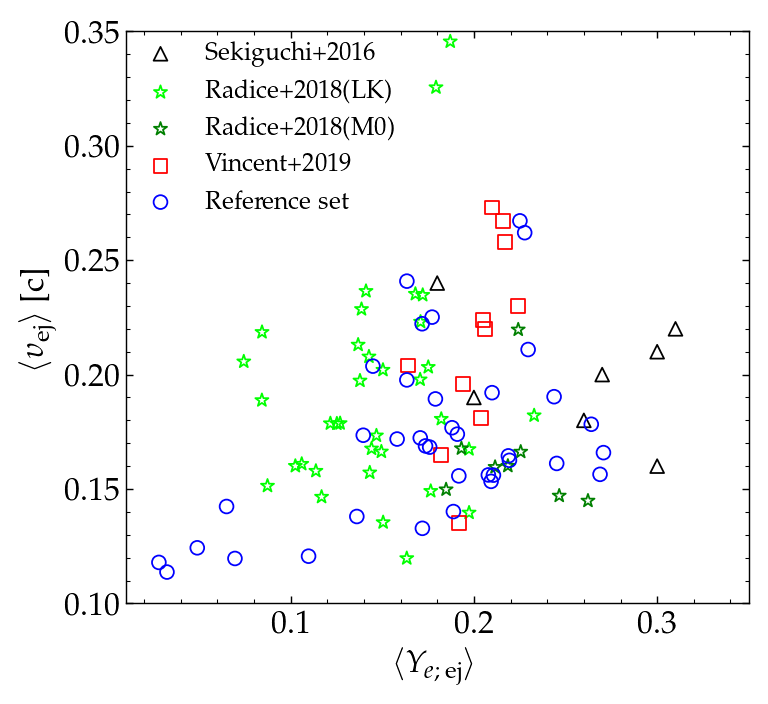 0.35
Sekiguchi+2016
Radice+2018(LK)
Radice+2018(M0)
Vincent+2019
Reference set
0.30
0.25
0.20
0.15
0.10
⟨v_ej⟩ [c]
0.1 0.2 0.3
⟨Y_{e; ej}⟩